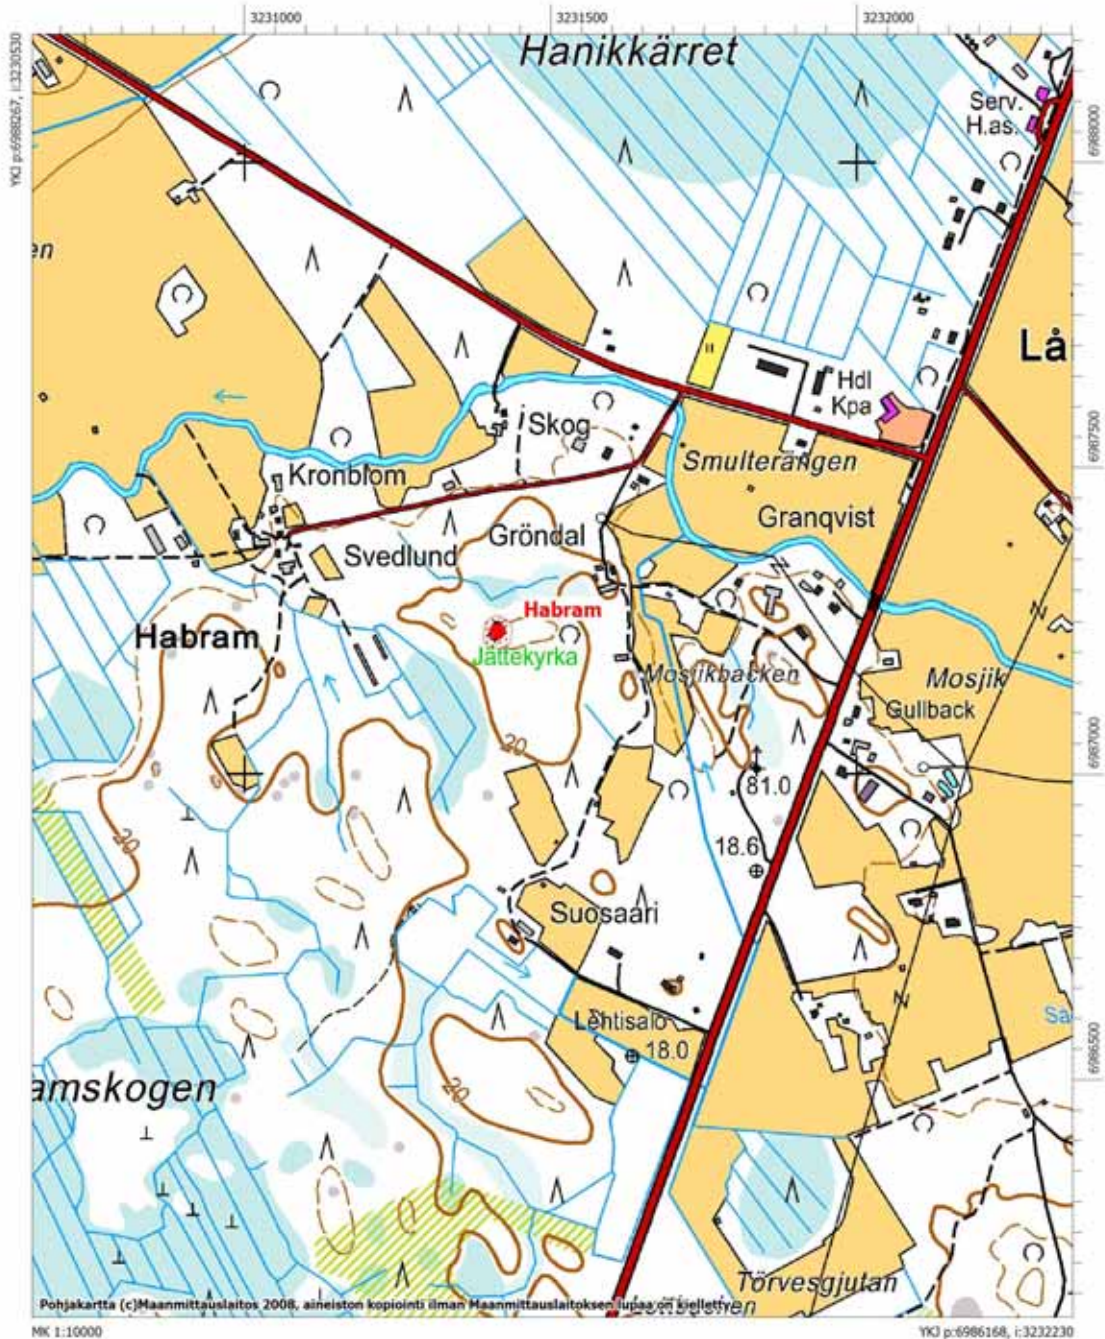 3231000
3231500
3232000
YKJ p:6988267, i:3230530
Hanikkärret
Serv.
H.as.
6988000
en
Lå
Hdl
Kpa
Skog
Smulterängen
6987500
Kronblom
Granqvist
Gröndal
Svedlund
Habram
Habram
Jättekyrka
Mosjikbacken
Mosjik
Gullback
20
6987000
81.0
20
18.6
Suosaari
Lehtisalo
18.0
Sa
6986500
amskogen
20
Törvesgjutan
Pohjakartta (c)Maanmittauslaitos 2008, aineiston kopiointi ilman Maanmittauslaitoksen lupaa on kielletty.
MK 1:10000
YKJ p:6986168, i:3232230